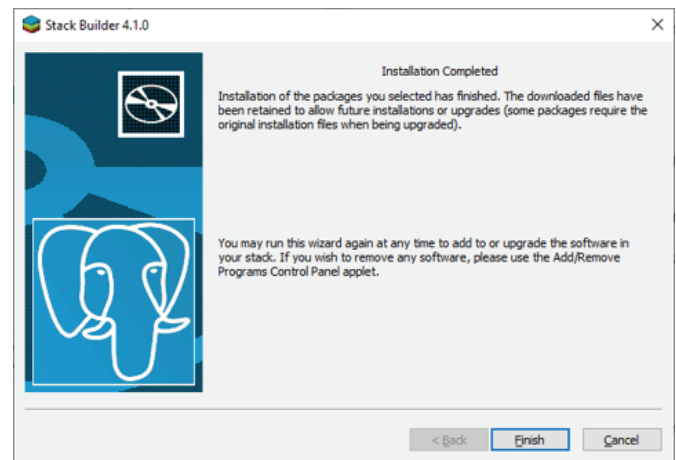 Stack Builder 4.1.0
Installation Completed
Installation of the packages you selected has finished. The downloaded files have
been retained to allow future installations or upgrades (some packages require the
original installation files when being upgraded).
You may run this wizard again at any time to add to or upgrade the software in
your stack. If you wish to remove any software, please use the Add/Remove
Programs Control Panel applet.
< Back
Finish
Cancel